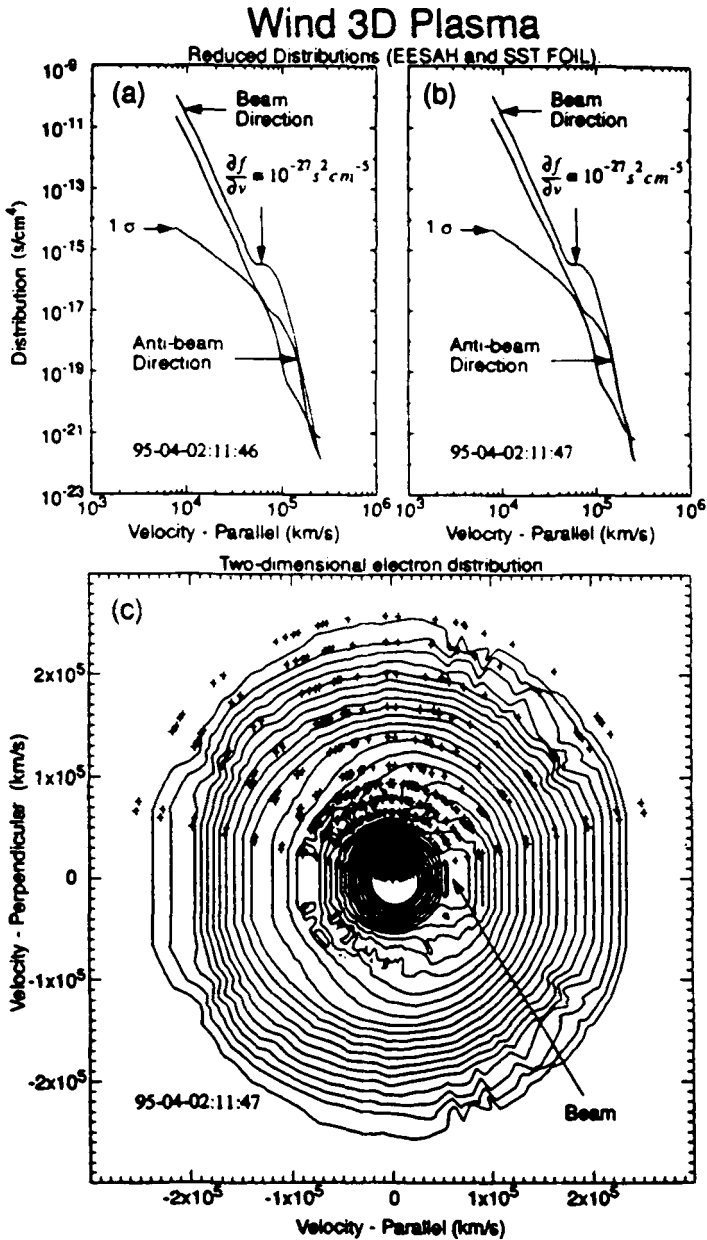 Wind 3D Plasma
Reduced Distributions (EESAH and SST FOIL)
(a)
Beam
Direction
∂f/∂v = 10^-27 s^2 cm^-5
1 σ
Anti-beam
Direction
95-04-02:11:46
Distribution (s/cm^4)
10^-9
10^-11
10^-13
10^-15
10^-17
10^-19
10^-21
10^-23
10^3
10^4
10^5
10^6
Velocity - Parallel (km/s)
(b)
Beam
Direction
∂f/∂v = 10^-27 s^2 cm^-5
1 σ
Anti-beam
Direction
95-04-02:11:47
10^3
10^4
10^5
10^6
Velocity - Parallel (km/s)
Two-dimensional electron distribution
(c)
Velocity - Perpendicular (km/s)
2x10^5
1x10^5
0
-1x10^5
-2x10^5
95-04-02:11:47
Beam
-2x10^5
-1x10^5
0
1x10^5
2x10^5
Velocity - Parallel (km/s)